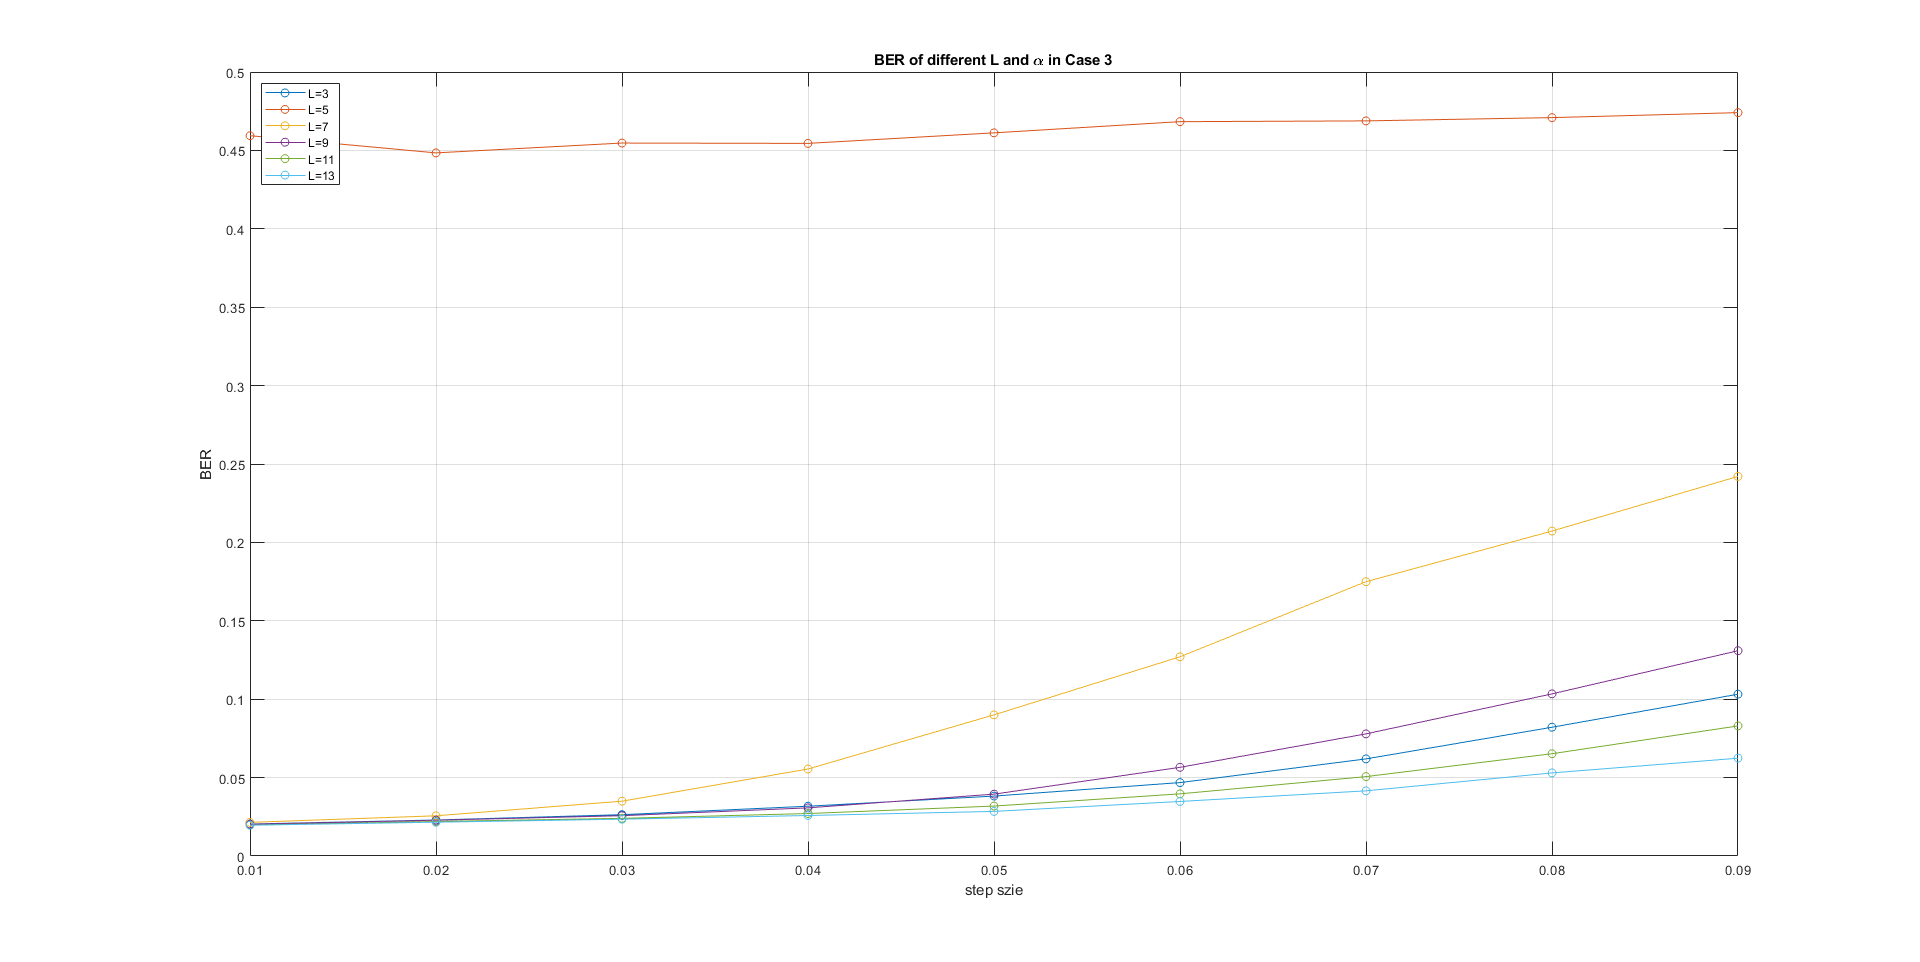 BER of different L and α in Case 3
0.5
0.45
0.4
0.35
0.3
0.25
0.2
0.15
0.1
0.05
0
BER
L=3
L=5
L=7
L=9
L=11
L=13
0.01 0.02 0.03 0.04 0.05 0.06 0.07 0.08 0.09
step szie